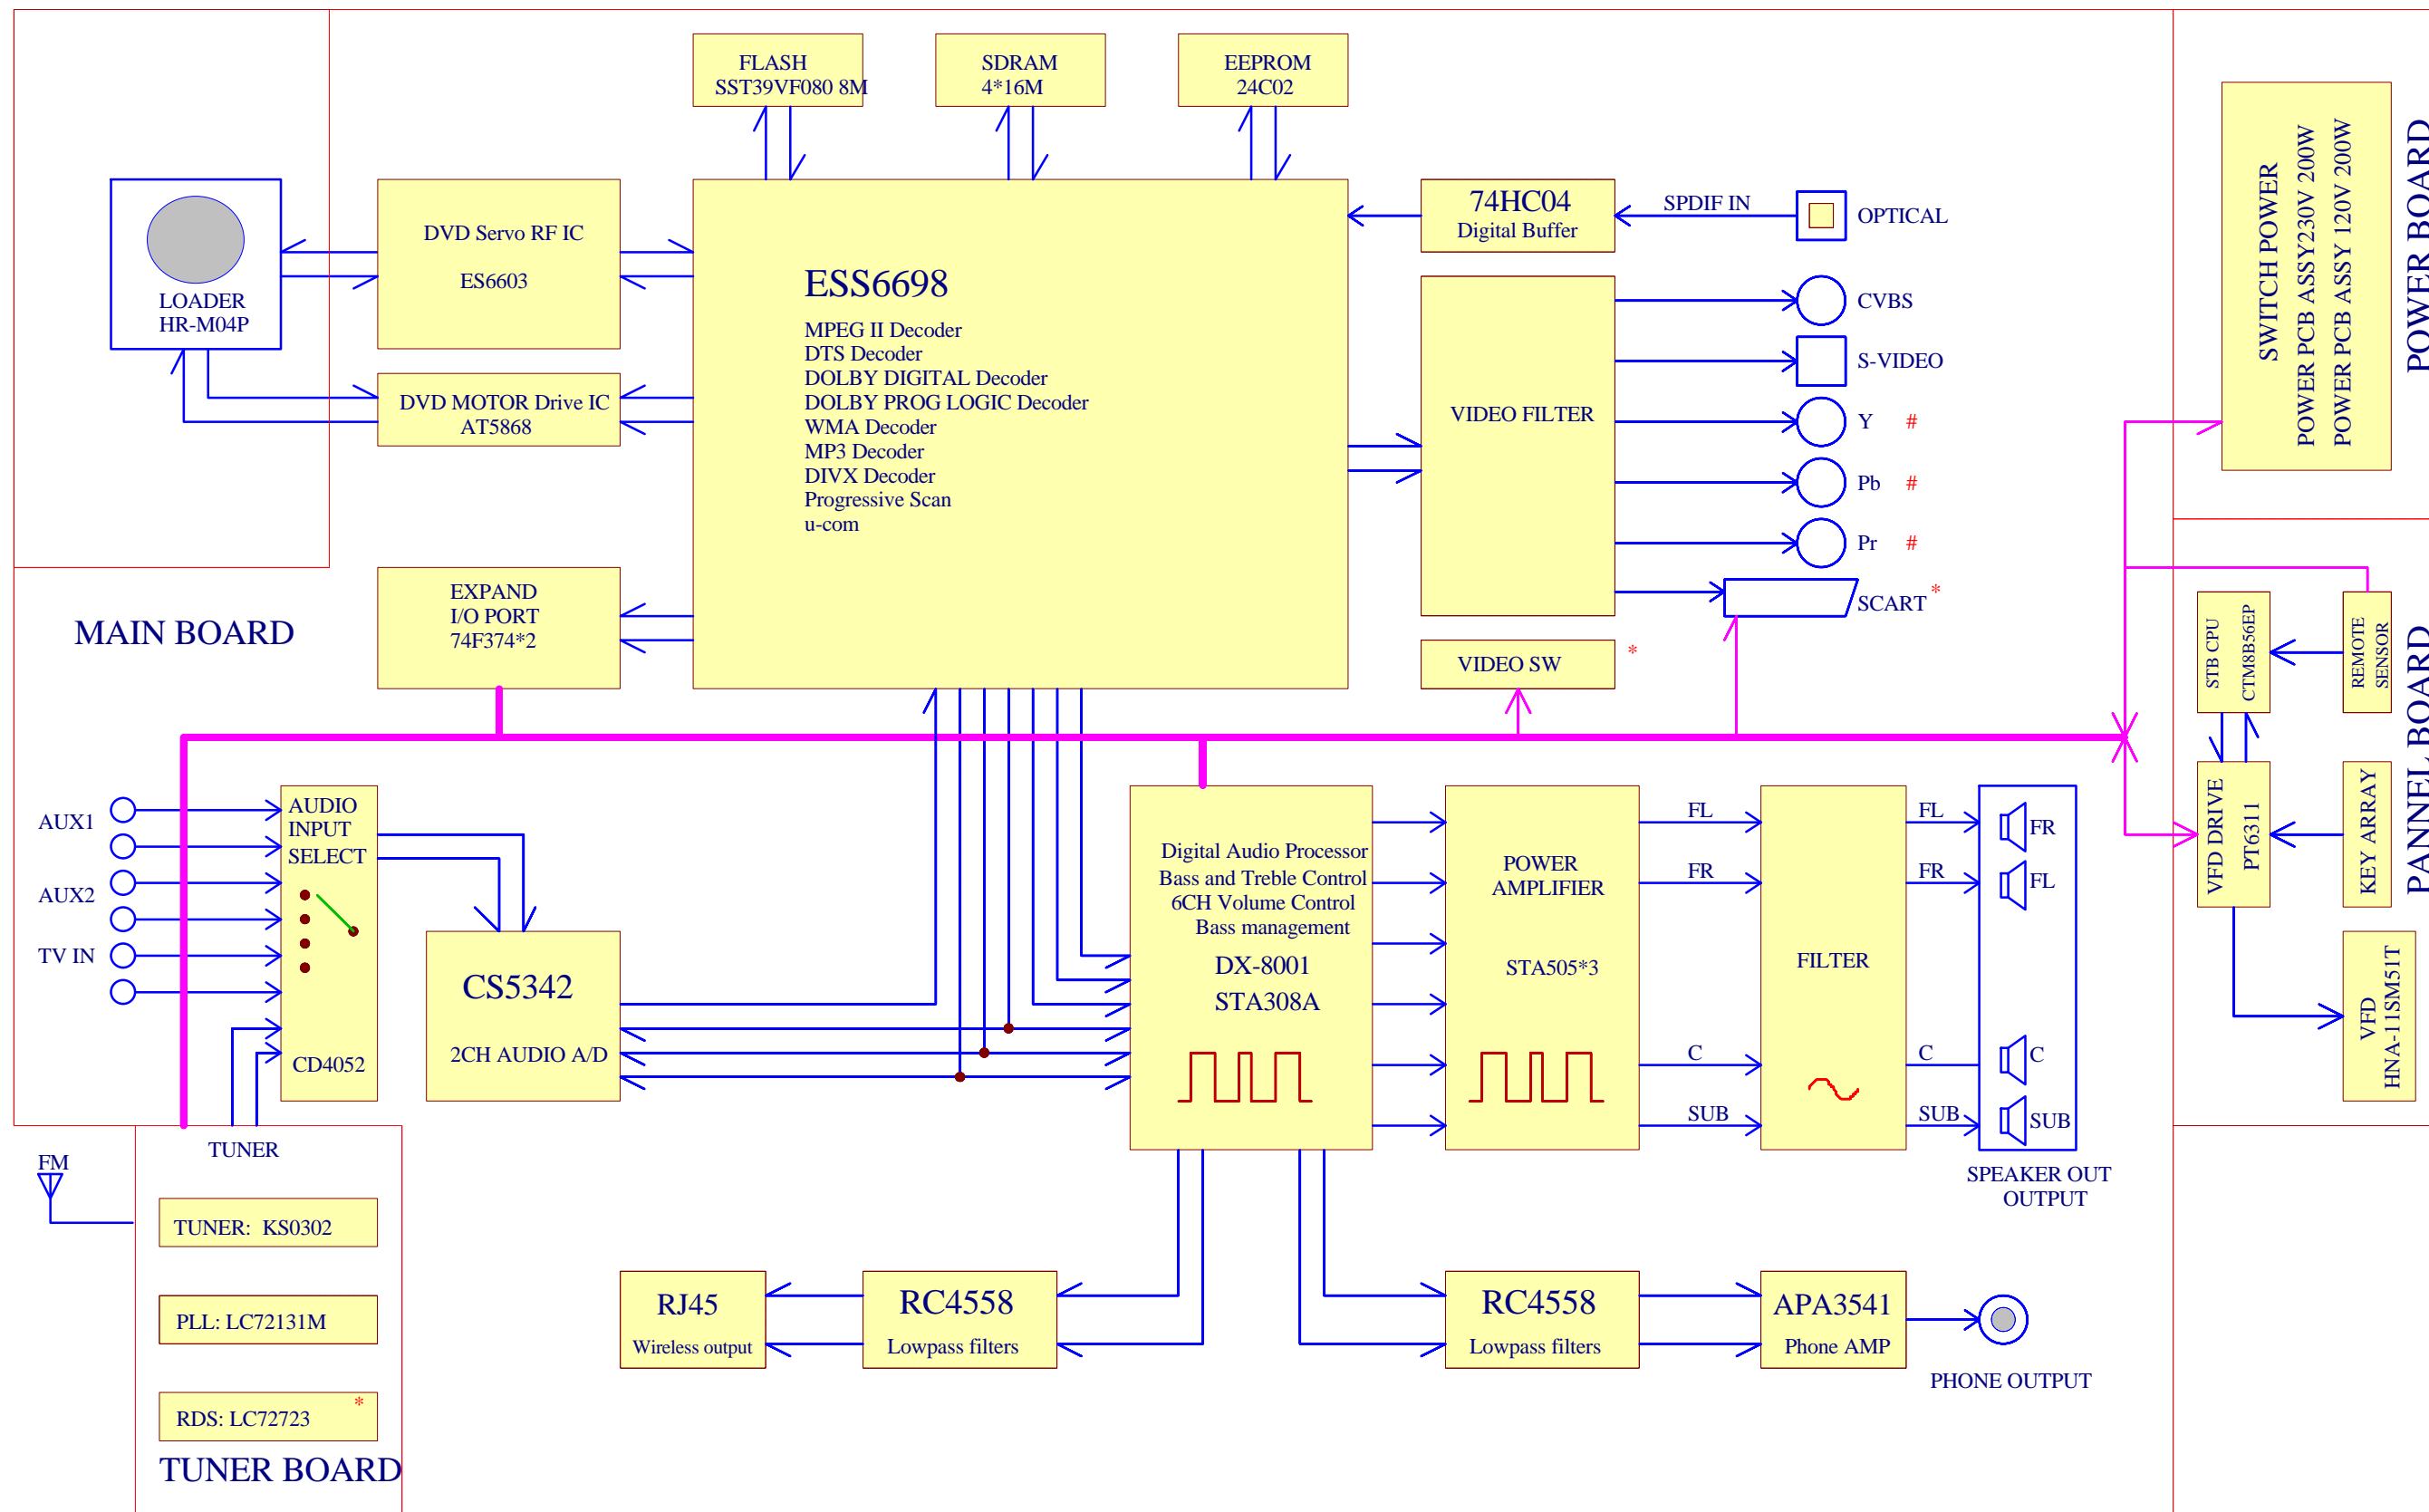 FLASH
SST39VF080 8M
SDRAM
4*16M
EEPROM
24C02
LOADER
HR-M04P
DVD Servo RF IC
ES6603
DVD MOTOR Drive IC
AT5868
ESS6698
MPEG II Decoder
DTS Decoder
DOLBY DIGITAL Decoder
DOLBY PROG LOGIC Decoder
WMA Decoder
MP3 Decoder
DIVX Decoder
Progressive Scan
u-com
74HC04
Digital Buffer
SPDIF IN
OPTICAL
VIDEO FILTER
CVBS
S-VIDEO
Y #
Pb #
Pr #
SCART *
VIDEO SW *
SWITCH POWER
POWER PCB ASSY230V 200W
POWER PCB ASSY 120V 200W
POWER BOARD
MAIN BOARD
EXPAND
I/O PORT
74F374*2
STB CPU
CTM8B56EP
REMOTE
SENSOR
VFD DRIVE
PT6311
KEY ARRAY
VFD
HNA-11SM51T
PANNEL BOARD
AUX1
AUX2
TV IN
AUDIO
INPUT
SELECT
CD4052
CS5342
2CH AUDIO A/D
Digital Audio Processor
Bass and Treble Control
6CH Volume Control
Bass management
DX-8001
STA308A
POWER
AMPLIFIER
STA505*3
FL
FR
C
SUB
FILTER
FL
FR
C
SUB
FR
FL
C
SUB
SPEAKER OUT
OUTPUT
TUNER
FM
TUNER: KS0302
PLL: LC72131M
RDS: LC72723 *
TUNER BOARD
RJ45
Wireless output
RC4558
Lowpass filters
RC4558
Lowpass filters
APA3541
Phone AMP
PHONE OUTPUT